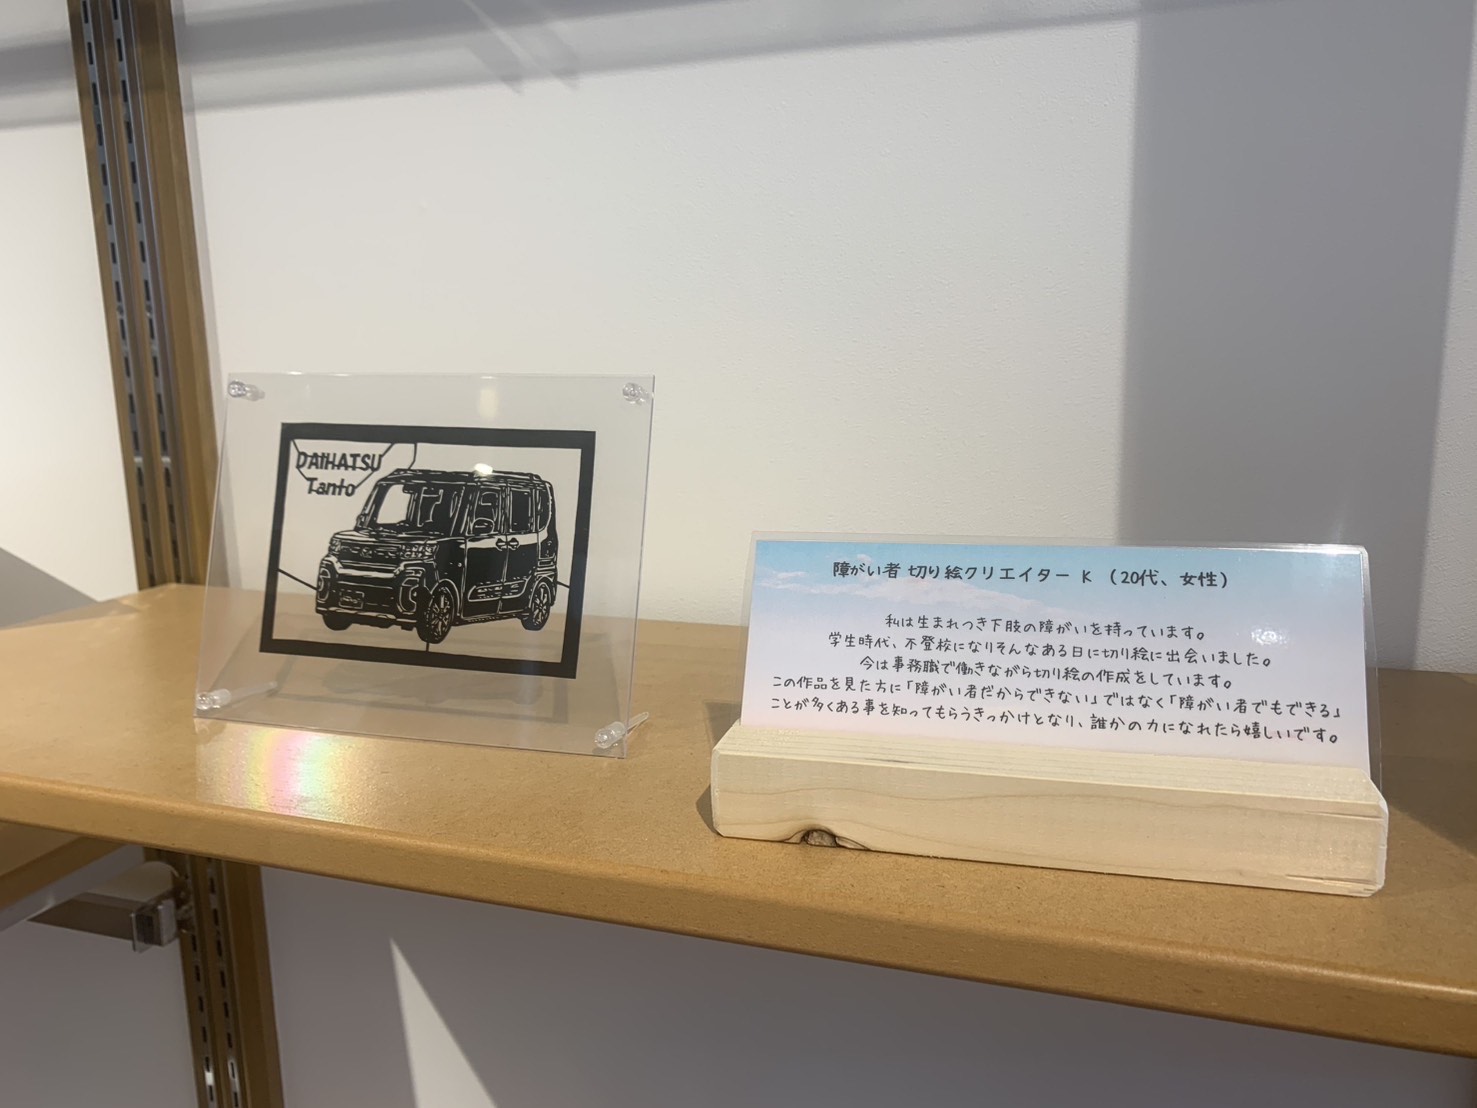 DAIHATSU
Tanto
障がい者 切り絵クリエイター K （20代、女性）
私は生まれつき下肢の障がいを持っています。
学生時代、不登校になりそんなある日に切り絵に出会いました。
今は事務職で働きながら切り絵の作成をしています。
この作品を見た方に「障がい者だからできない」ではなく「障がい者でもできる」
ことが多くある事を知ってもらうきっかけとなり、誰かの力になれたら嬉しいです。